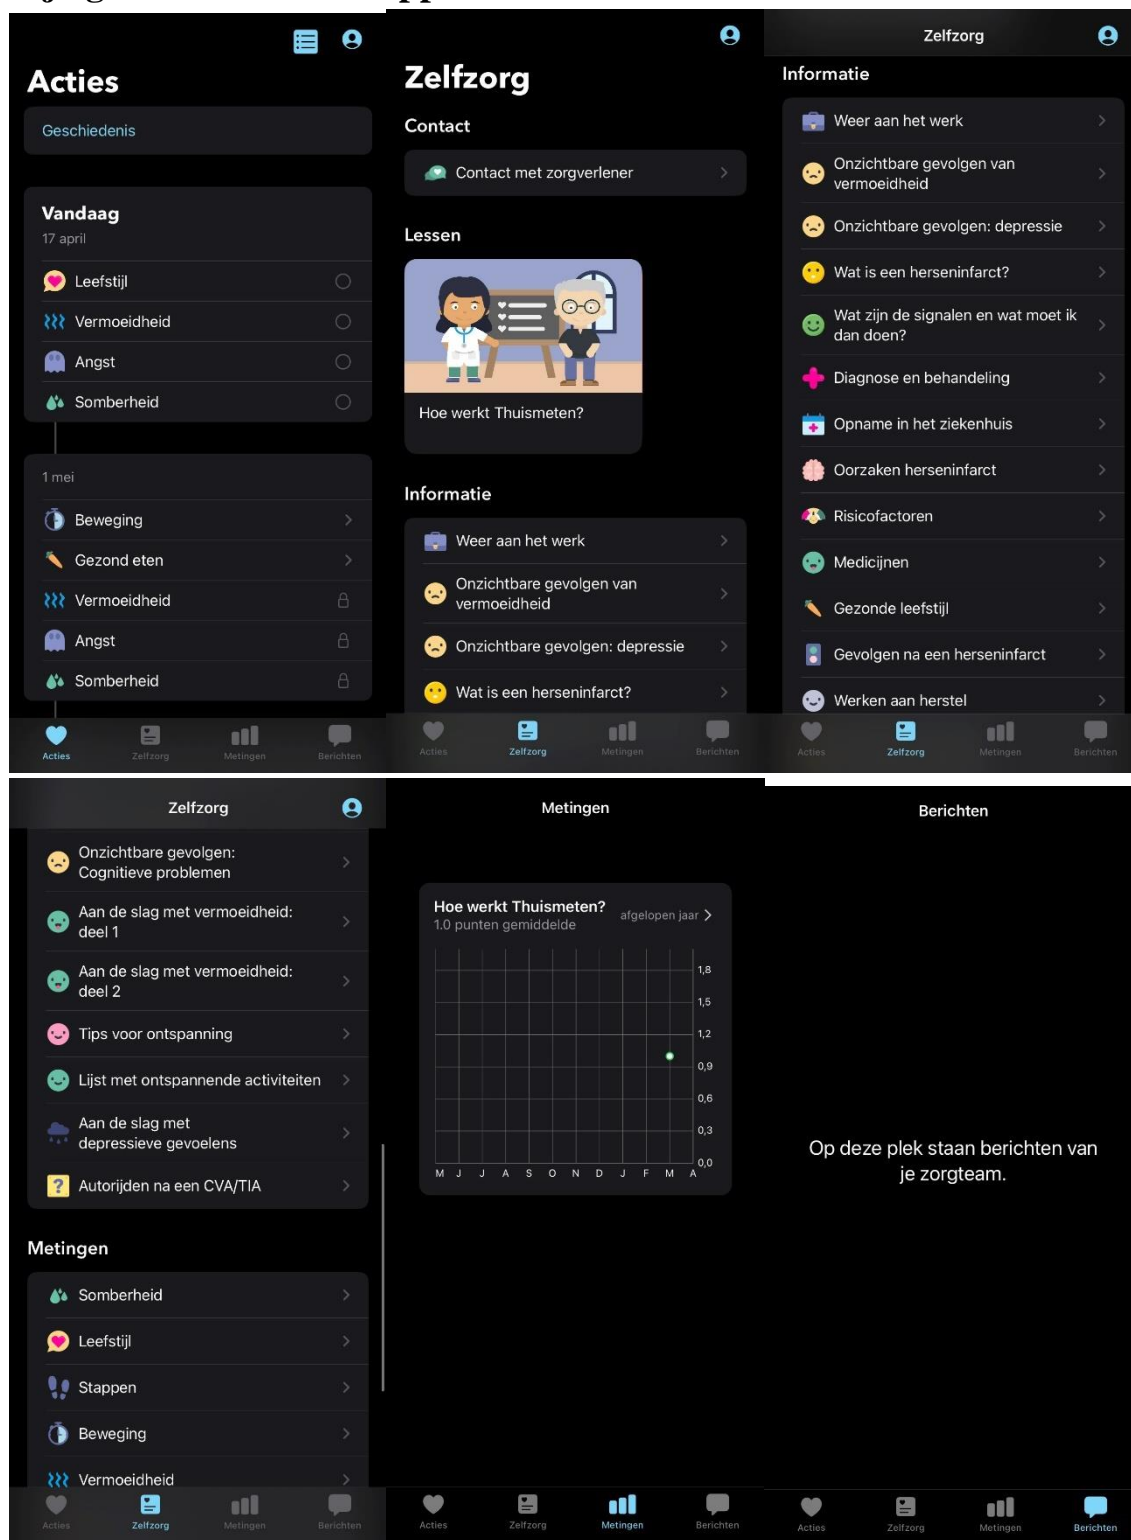 Acties
Geschiedenis
Vandaag
17 april
Leefstijl
Vermoeidheid
Angst
Somberheid
1 mei
Beweging
Gezond eten
Vermoeidheid
Angst
Somberheid
Acties Zelfzorg Metingen Berichten
Zelfzorg
Contact
Contact met zorgverlener
Lessen
Hoe werkt Thuismeten?
Informatie
Weer aan het werk
Onzichtbare gevolgen van
vermoeidheid
Onzichtbare gevolgen: depressie
Wat is een herseninfarct?
Acties Zelfzorg Metingen Berichten
Zelfzorg
Informatie
Weer aan het werk
Onzichtbare gevolgen van
vermoeidheid
Onzichtbare gevolgen: depressie
Wat is een herseninfarct?
Wat zijn de signalen en wat moet ik
dan doen?
Diagnose en behandeling
Opname in het ziekenhuis
Oorzaken herseninfarct
Risicofactoren
Medicijnen
Gezonde leefstijl
Gevolgen na een herseninfarct
Werken aan herstel
Acties Zelfzorg Metingen Berichten
Zelfzorg
Onzichtbare gevolgen:
Cognitieve problemen
Aan de slag met vermoeidheid:
deel 1
Aan de slag met vermoeidheid:
deel 2
Tips voor ontspanning
Lijst met ontspannende activiteiten
Aan de slag met
depressieve gevoelens
Autorijden na een CVA/TIA
Metingen
Somberheid
Leefstijl
Stappen
Beweging
Vermoeidheid
Acties Zelfzorg Metingen Berichten
Metingen
Hoe werkt Thuismeten? afgelopen jaar
1.0 punten gemiddelde
1,8
1,5
1,2
0,9
0,6
0,3
0,0
M J J A S O N D J F M A
Acties Zelfzorg Metingen Berichten
Berichten
Op deze plek staan berichten van
je zorgteam.
Acties Zelfzorg Metingen Berichten